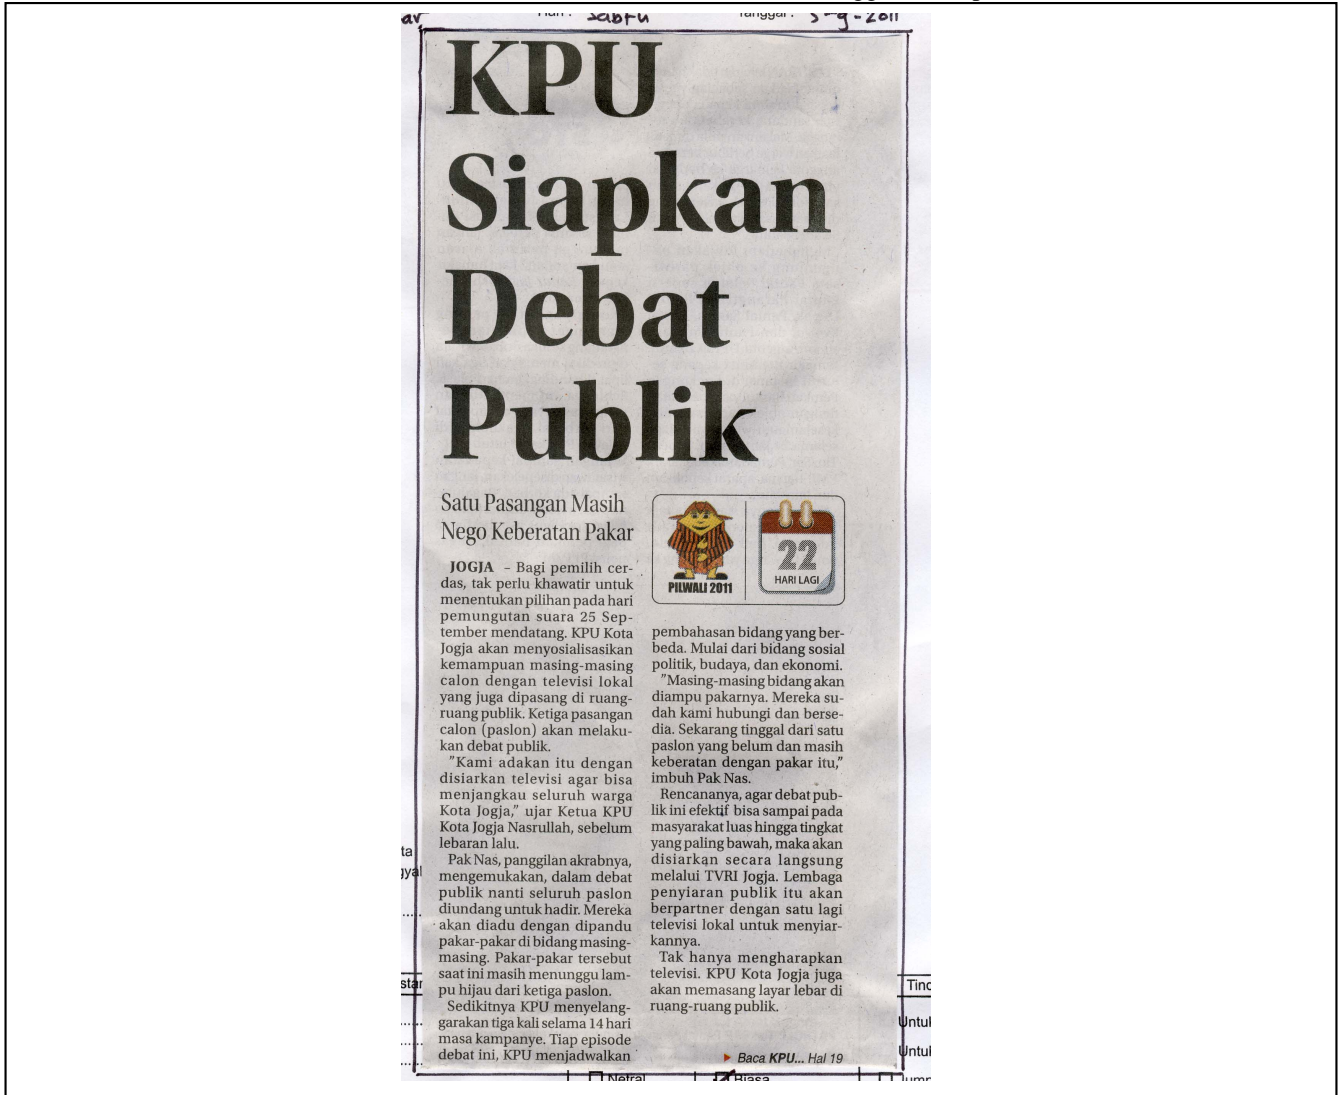 Sabtu
KPU
Siapkan
Debat
Publik
Satu Pasangan Masih
Nego Keberatan Pakar
PILWALI 2011
22
HARI LAGI
JOGJA – Bagi pemilih cer-
das, tak perlu khawatir untuk
menentukan pilihan pada hari
pemungutan suara 25 Sep-
tember mendatang. KPU Kota
Jogja akan menyosialisasikan
kemampuan masing-masing
calon dengan televisi lokal
yang juga dipasang di ruang-
ruang publik. Ketiga pasangan
calon (paslon) akan melaku-
kan debat publik.
"Kami adakan itu dengan
disiarkan televisi agar bisa
menjangkau seluruh warga
Kota Jogja," ujar Ketua KPU
Kota Jogja Nasrullah, sebelum
lebaran lalu.
Pak Nas, panggilan akrabnya,
mengemukakan, dalam debat
publik nanti seluruh paslon
diundang untuk hadir. Mereka
akan diadu dengan dipandu
pakar-pakar di bidang masing-
masing. Pakar-pakar tersebut
saat ini masih menunggu lam-
pu hijau dari ketiga paslon.
Sedikitnya KPU menyelang-
garakan tiga kali selama 14 hari
masa kampanye. Tiap episode
debat ini, KPU menjadwalkan
pembahasan bidang yang ber-
beda. Mulai dari bidang sosial
politik, budaya, dan ekonomi.
"Masing-masing bidang akan
diampu pakarnya. Mereka su-
dah kami hubungi dan berse-
dia. Sekarang tinggal dari satu
paslon yang belum dan masih
keberatan dengan pakar itu,"
imbuh Pak Nas.
Rencananya, agar debat pub-
lik ini efektif bisa sampai pada
masyarakat luas hingga tingkat
yang paling bawah, maka akan
disiarkan secara langsung
melalui TVRI Jogja. Lembaga
penyiaran publik itu akan
berpartner dengan satu lagi
televisi lokal untuk menyiar-
kannya.
Tak hanya mengharapkan
televisi. KPU Kota Jogja juga
akan memasang layar lebar di
ruang-ruang publik.
Baca KPU... Hal 19
Netral
Biasa